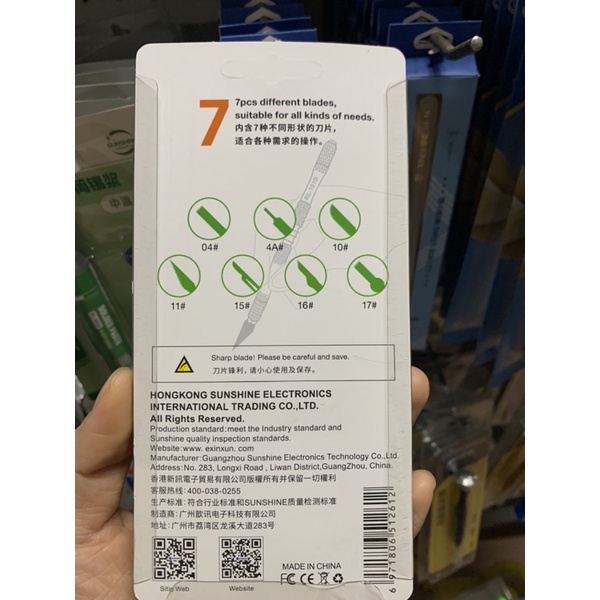 7
7pcs different blades,
suitable for all kinds of needs.
内含7种不同形状的刀片,
适合各种需求的操作。
04#
4A#
10#
11#
15#
16#
17#
Sharp blade! Please be careful and save.
刀片锋利，请小心使用及保存。
HONGKONG SUNSHINE ELECTRONICS
INTERNATIONAL TRADING CO.,LTD.
All Rights Reserved.
Production standard:meet the Industry standard and
Sunshine quality inspection standards.
Website:www. exinxun. com
Manufacturer:Guangzhou Sunshine Electronics Technology Co.,Ltd.
Address:No. 283, Longxi Road , Liwan District,GuangZhou, China.
香港新訊電子貿易有限公司版權所有并保留一切權利
客服热线: 400-038-0255
生产标准: 符合行业标准和SUNSHINE质量检测标准
制造商: 广州歆讯电子科技有限公司
地址: 广州市荔湾区龙溪大道283号
Sitio Web
Website
MADE IN CHINA
FC CE
6 971806 512612
SUNSHINE